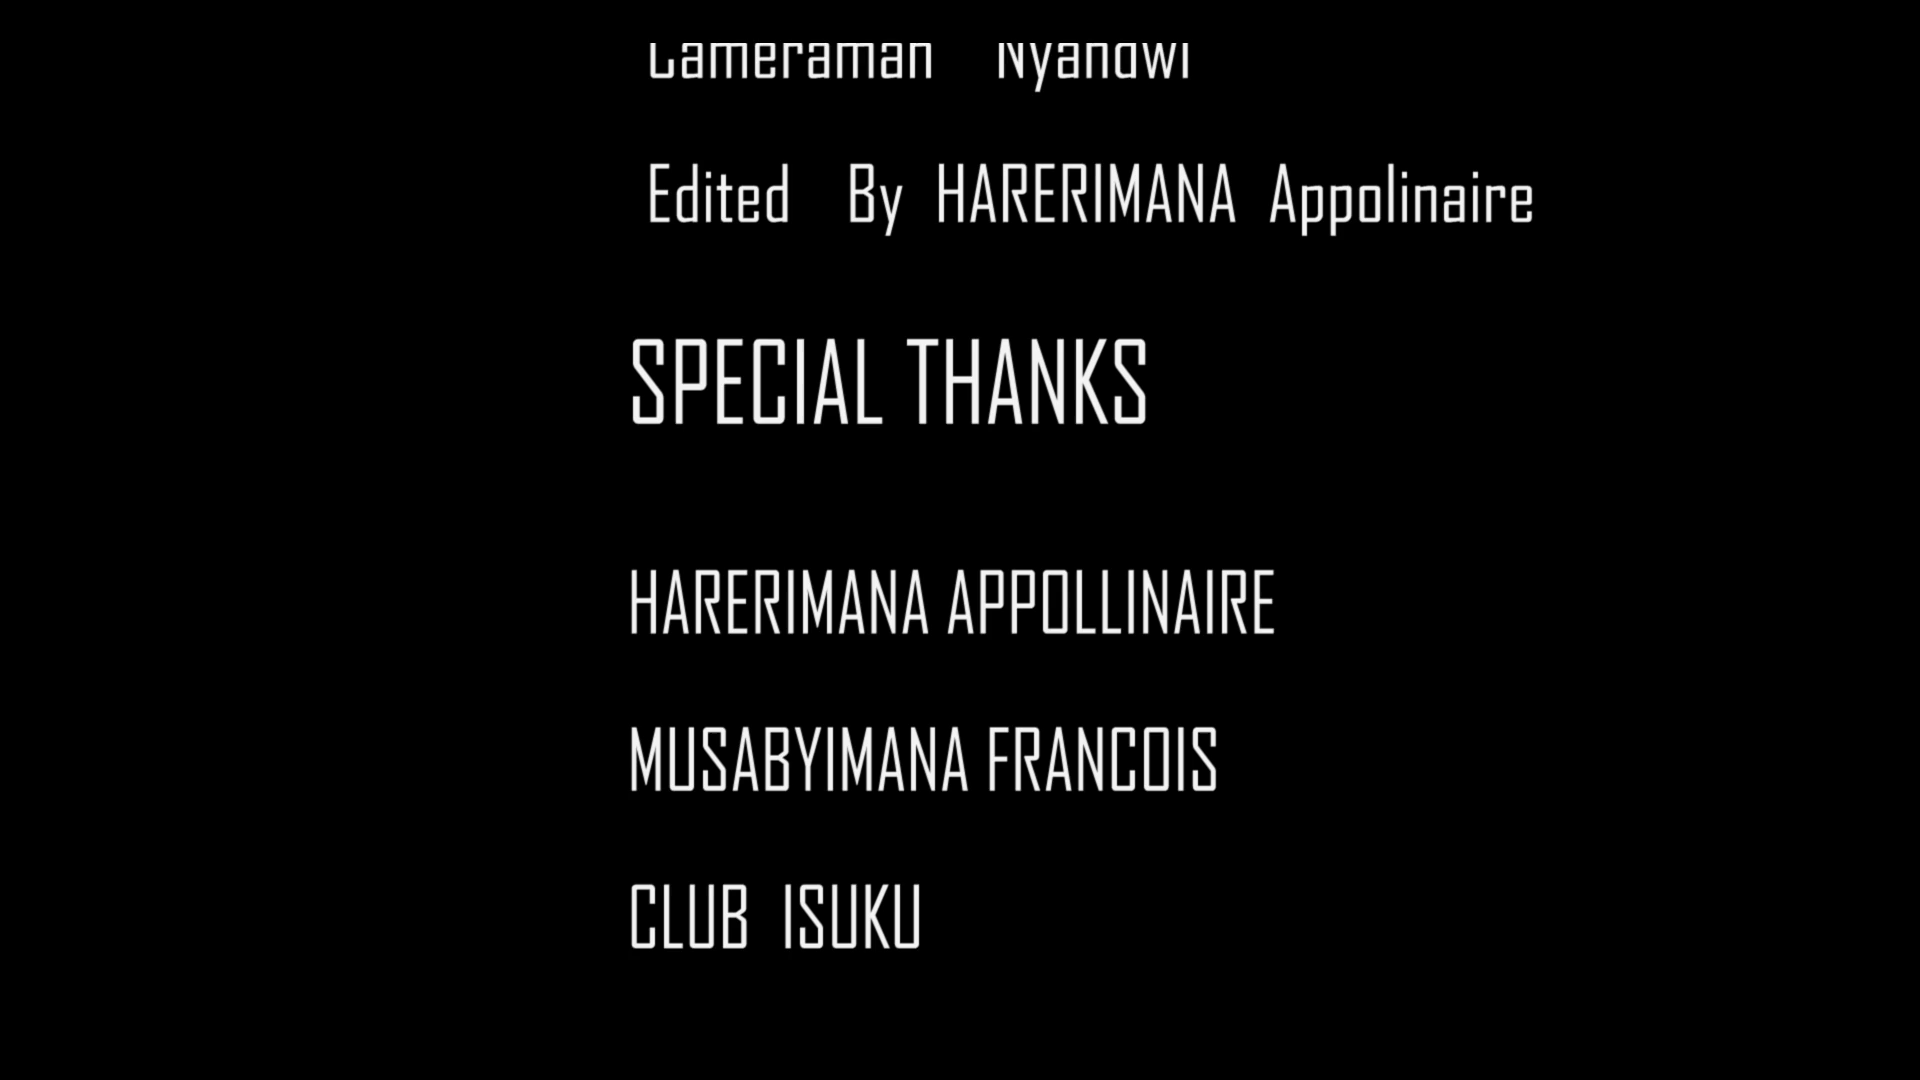 Cameraman Nyandwi
Edited By HARERIMANA Appolinaire
SPECIAL THANKS
HARERIMANA APPOLLINAIRE
MUSABYIMANA FRANCOIS
CLUB ISUKU